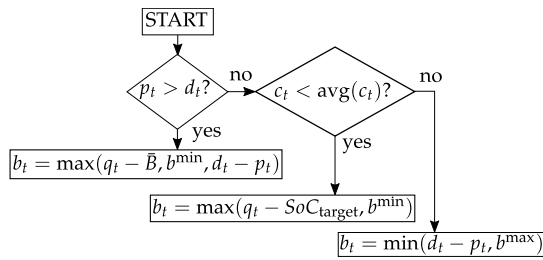 START
p_t > d_t?
no
c_t < avg(c_t)?
no
yes
yes
b_t = max(q_t − B̄, b^min, d_t − p_t)
b_t = max(q_t − SoC_target, b^min)
b_t = min(d_t − p_t, b^max)